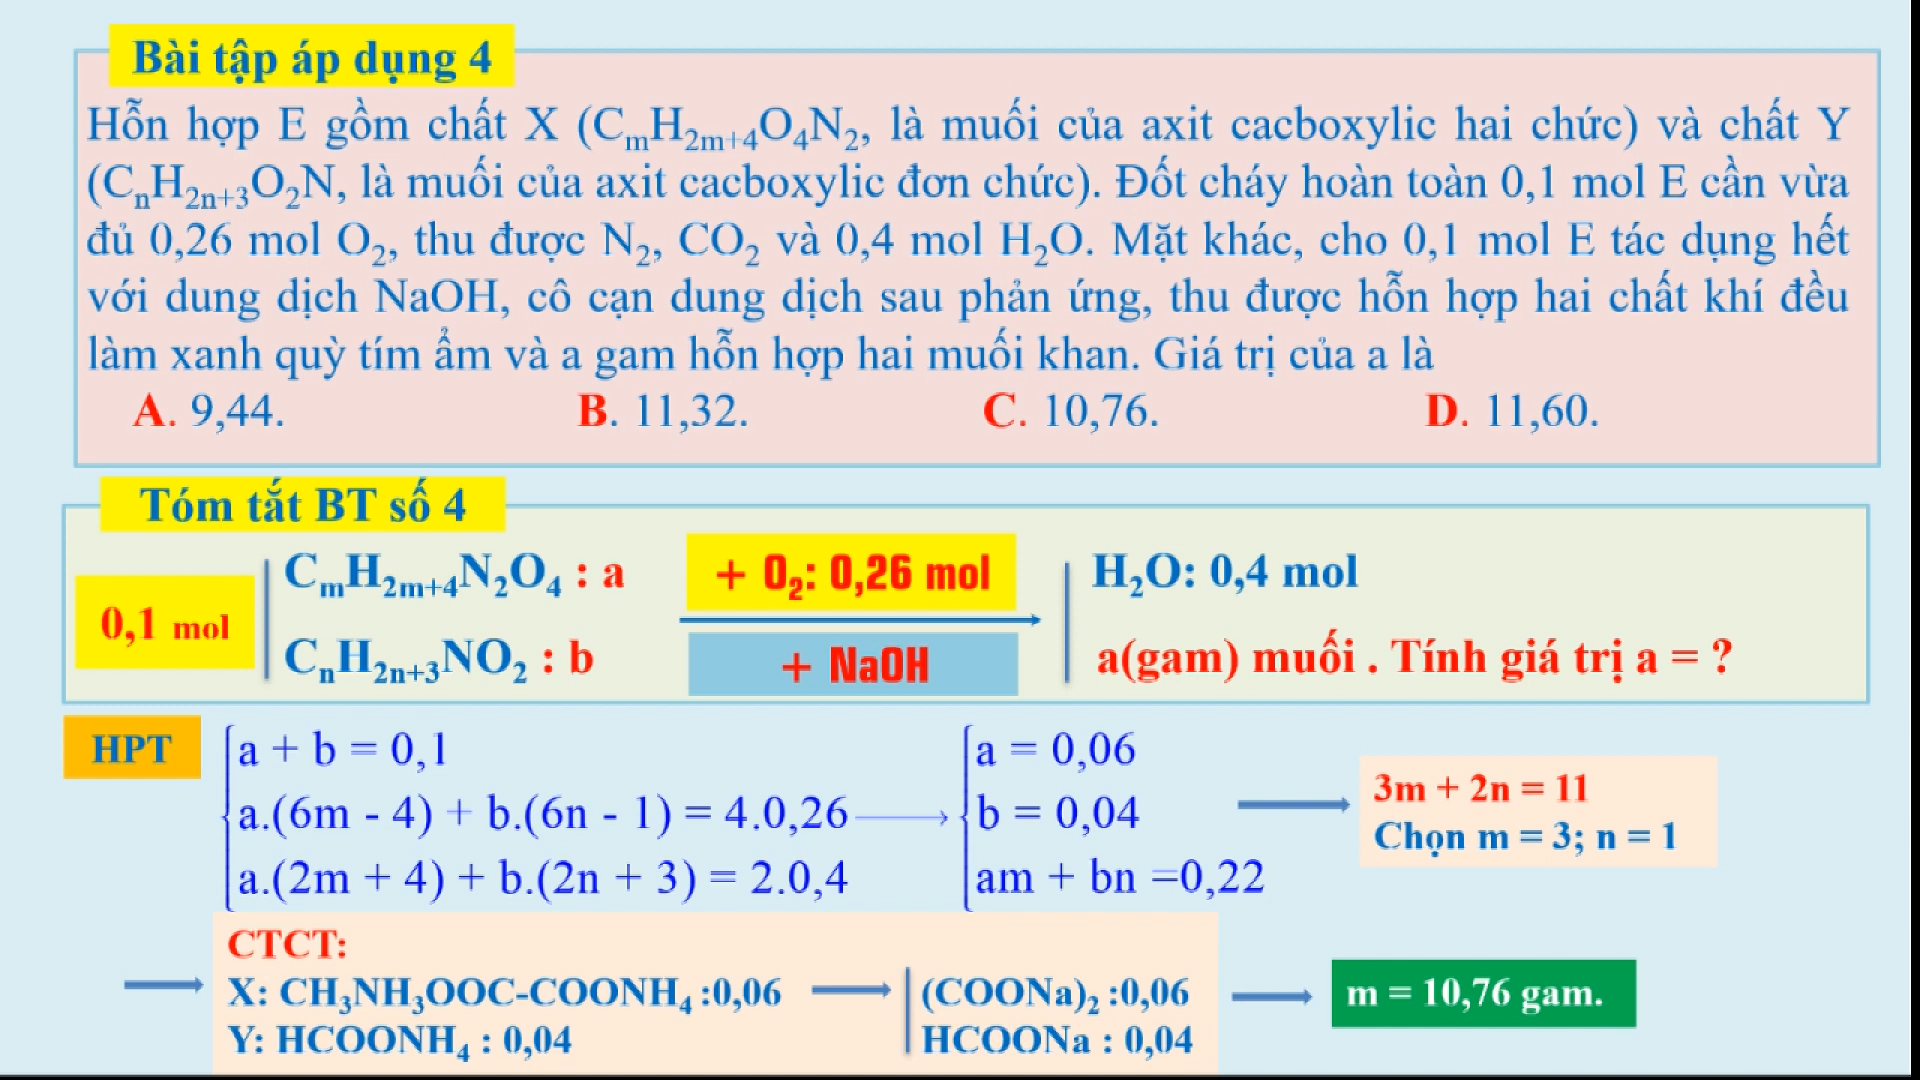 Bài tập áp dụng 4
Hỗn hợp E gồm chất X (CₘH₂ₘ₊₄O₄N₂, là muối của axit cacboxylic hai chức) và chất Y
(CₙH₂ₙ₊₃O₂N, là muối của axit cacboxylic đơn chức). Đốt cháy hoàn toàn 0,1 mol E cần vừa
đủ 0,26 mol O₂, thu được N₂, CO₂ và 0,4 mol H₂O. Mặt khác, cho 0,1 mol E tác dụng hết
với dung dịch NaOH, cô cạn dung dịch sau phản ứng, thu được hỗn hợp hai chất khí đều
làm xanh quỳ tím ẩm và a gam hỗn hợp hai muối khan. Giá trị của a là
A. 9,44. B. 11,32. C. 10,76. D. 11,60.
Tóm tắt BT số 4
0,1 mol
CₘH₂ₘ₊₄N₂O₄ : a
CₙH₂ₙ₊₃NO₂ : b
+ O₂: 0,26 mol
+ NaOH
H₂O: 0,4 mol
a(gam) muối . Tính giá trị a = ?
HPT
a + b = 0,1
a.(6m - 4) + b.(6n - 1) = 4.0,26
a.(2m + 4) + b.(2n + 3) = 2.0,4
a = 0,06
b = 0,04
am + bn =0,22
3m + 2n = 11
Chọn m = 3; n = 1
CTCT:
X: CH₃NH₃OOC-COONH₄ :0,06
Y: HCOONH₄ : 0,04
(COONa)₂ :0,06
HCOONa : 0,04
m = 10,76 gam.